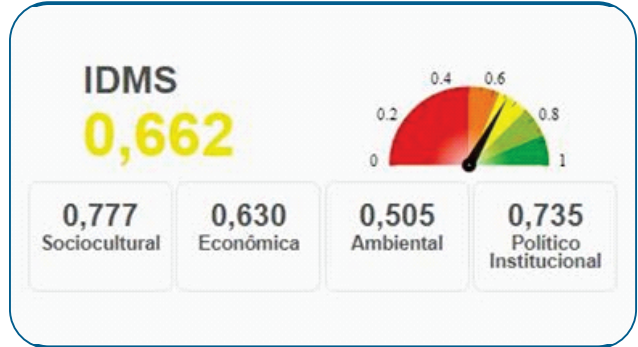 IDMS
0,662
0
0.2
0.4
0.6
0.8
1
0,777
Sociocultural
0,630
Económica
0,505
Ambiental
0,735
Político
Institucional